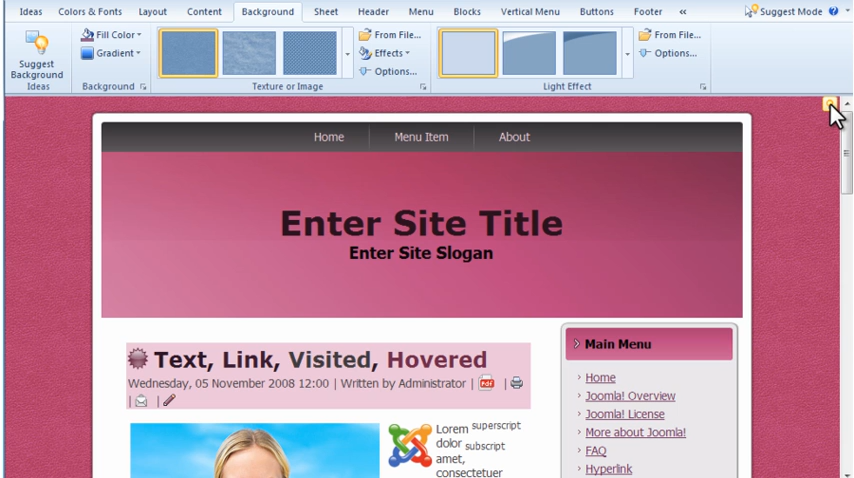 Ideas Colors & Fonts Layout Content Background Sheet Header Menu Blocks Vertical Menu Buttons Footer « Suggest Mode
Suggest
Background
Ideas
Fill Color
Gradient
Background
From File...
Effects
Options...
Texture or Image
From File...
Options...
Light Effect
Home Menu Item About
Enter Site Title
Enter Site Slogan
Text, Link, Visited, Hovered
Wednesday, 05 November 2008 12:00 | Written by Administrator | PDF | |
|
Lorem superscript
dolor subscript
amet,
consectetuer
Main Menu
Home
Joomla! Overview
Joomla! License
More about Joomla!
FAQ
Hyperlink